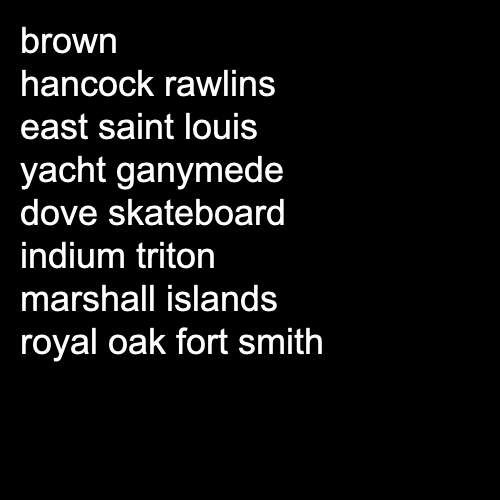 brown
hancock rawlins
east saint louis
yacht ganymede
dove skateboard
indium triton
marshall islands
royal oak fort smith